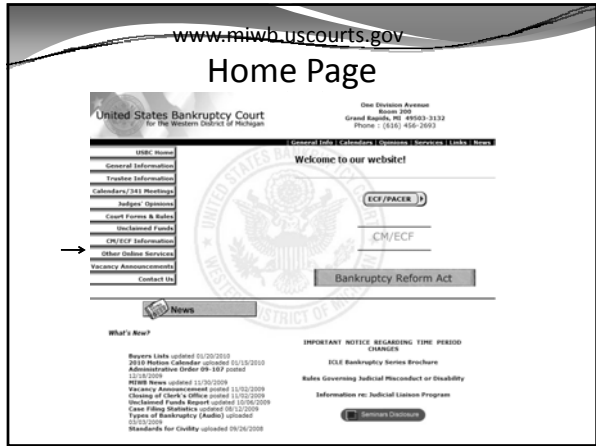 www.miwb.uscourts.gov
Home Page
United States Bankruptcy Court
for the Western District of Michigan
One Division Avenue
Room 200
Grand Rapids, MI 49503-3132
Phone : (616) 456-2693
General Info | Calendars | Opinions | Services | Links | News
USBC Home
General Information
Trustee Information
Calendars/341 Meetings
Judges' Opinions
Court Forms & Rules
Unclaimed Funds
CM/ECF Information
Other Online Services
Vacancy Announcements
Contact Us
Welcome to our website!
ECF/PACER
CM/ECF
Bankruptcy Reform Act
UNITED STATES BANKRUPTCY
WESTERN DISTRICT OF MICHIGAN
News
What's New?
Buyers Lists updated 01/20/2010
2010 Motion Calendar uploaded 01/15/2010
Administrative Order 09-107 posted
12/18/2009
MIWB News updated 11/30/2009
Vacancy Announcement posted 11/02/2009
Closing of Clerk's Office posted 11/02/2009
Unclaimed Funds Report updated 10/06/2009
Case Filing Statistics updated 08/12/2009
Types of Bankruptcy (Audio) uploaded
03/03/2009
Standards for Civility uploaded 09/26/2008
IMPORTANT NOTICE REGARDING TIME PERIOD
CHANGES
ICLE Bankruptcy Series Brochure
Rules Governing Judicial Misconduct or Disability
Information re: Judicial Liaison Program
Seminars Disclosure